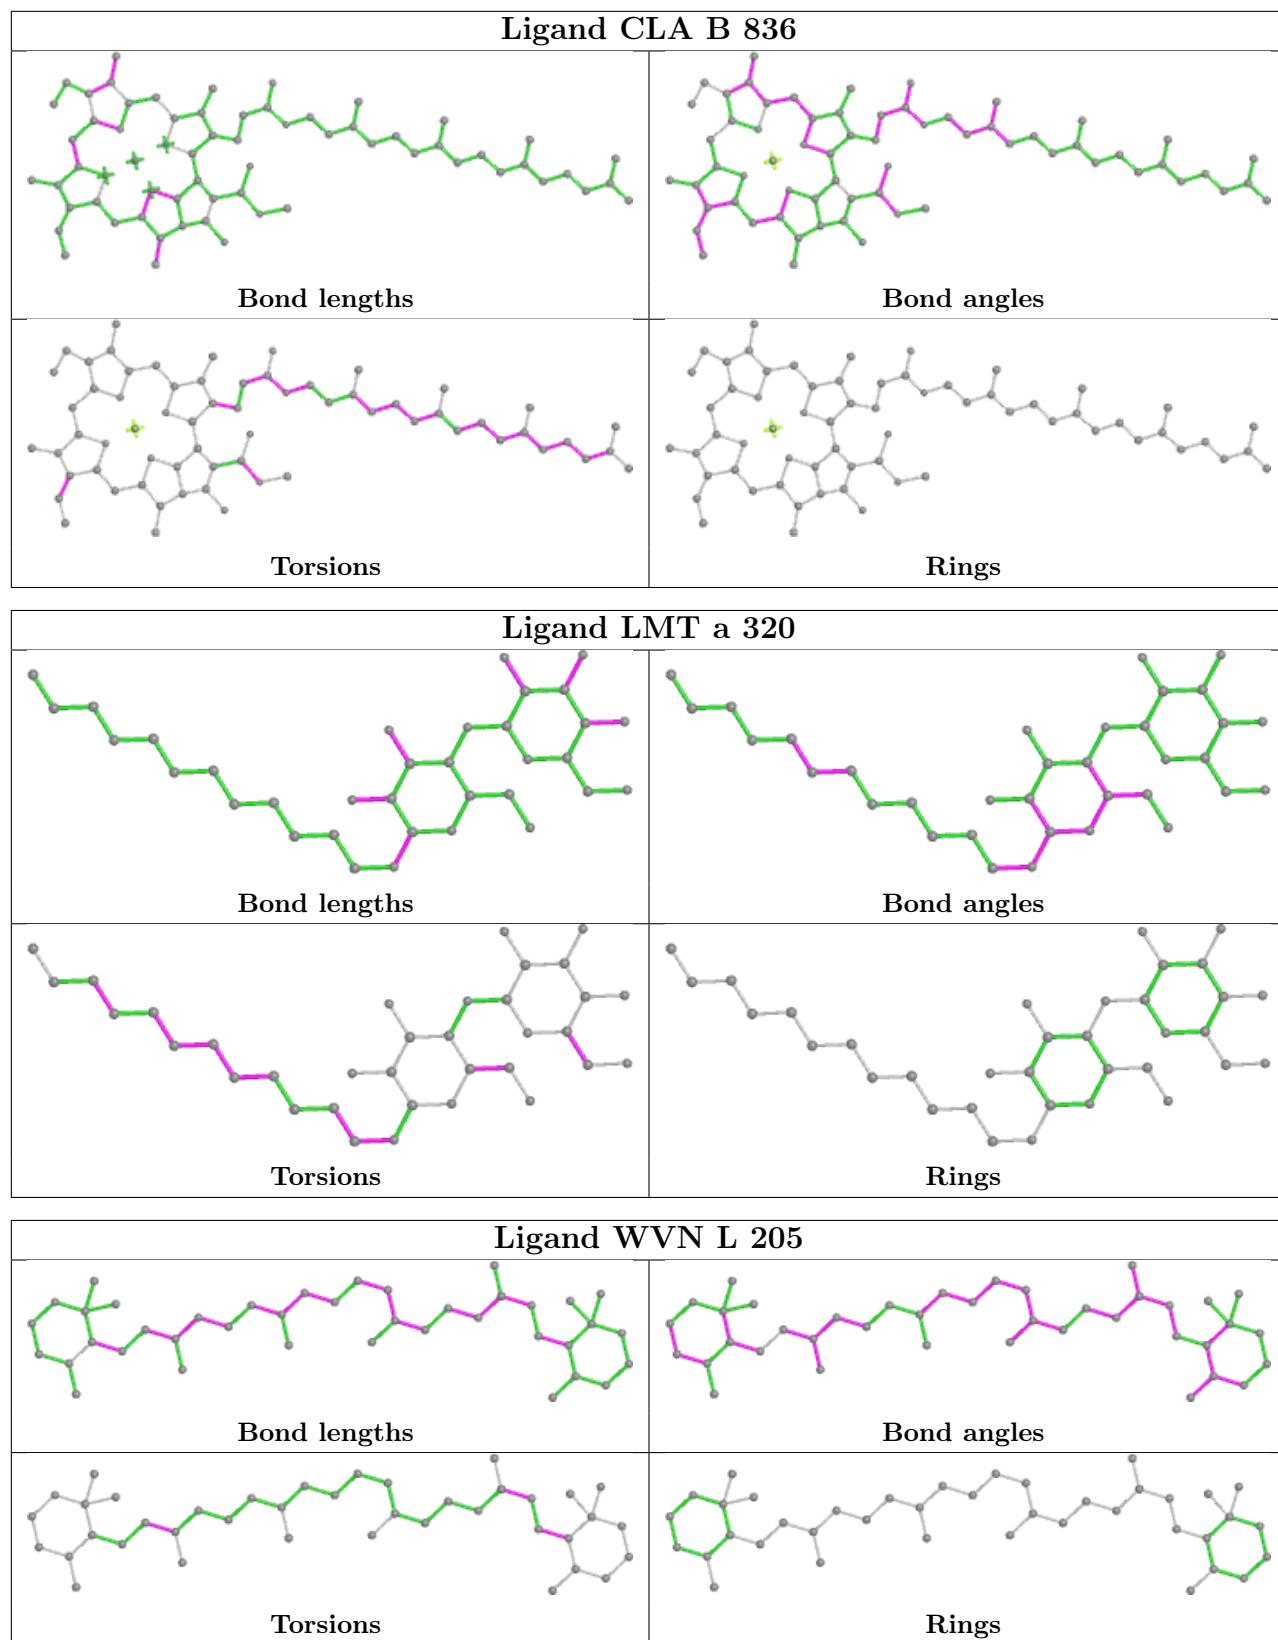 Ligand CLA B 836
Bond lengths
Bond angles
Torsions
Rings
Ligand LMT a 320
Bond lengths
Bond angles
Torsions
Rings
Ligand WVN L 205
Bond lengths
Bond angles
Torsions
Rings